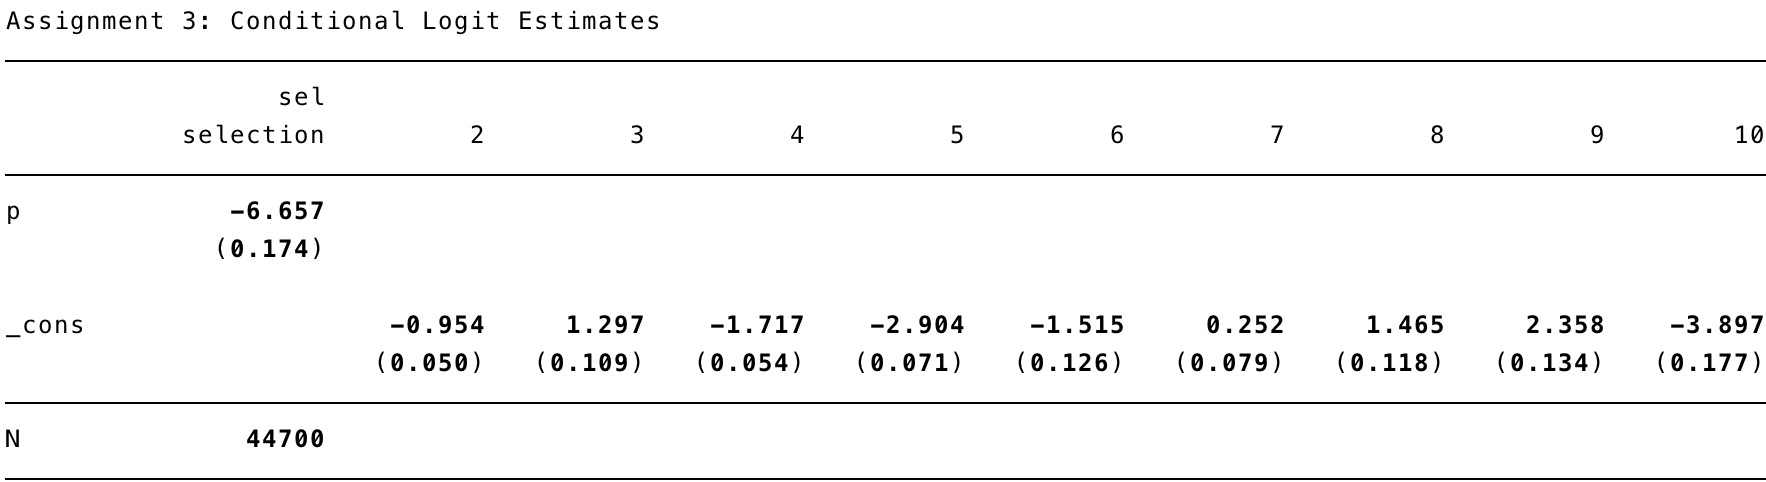 Assignment 3: Conditional Logit Estimates
sel
selection 2 3 4 5 6 7 8 9 10
p -6.657
(0.174)
_cons -0.954 1.297 -1.717 -2.904 -1.515 0.252 1.465 2.358 -3.897
(0.050) (0.109) (0.054) (0.071) (0.126) (0.079) (0.118) (0.134) (0.177)
N 44700